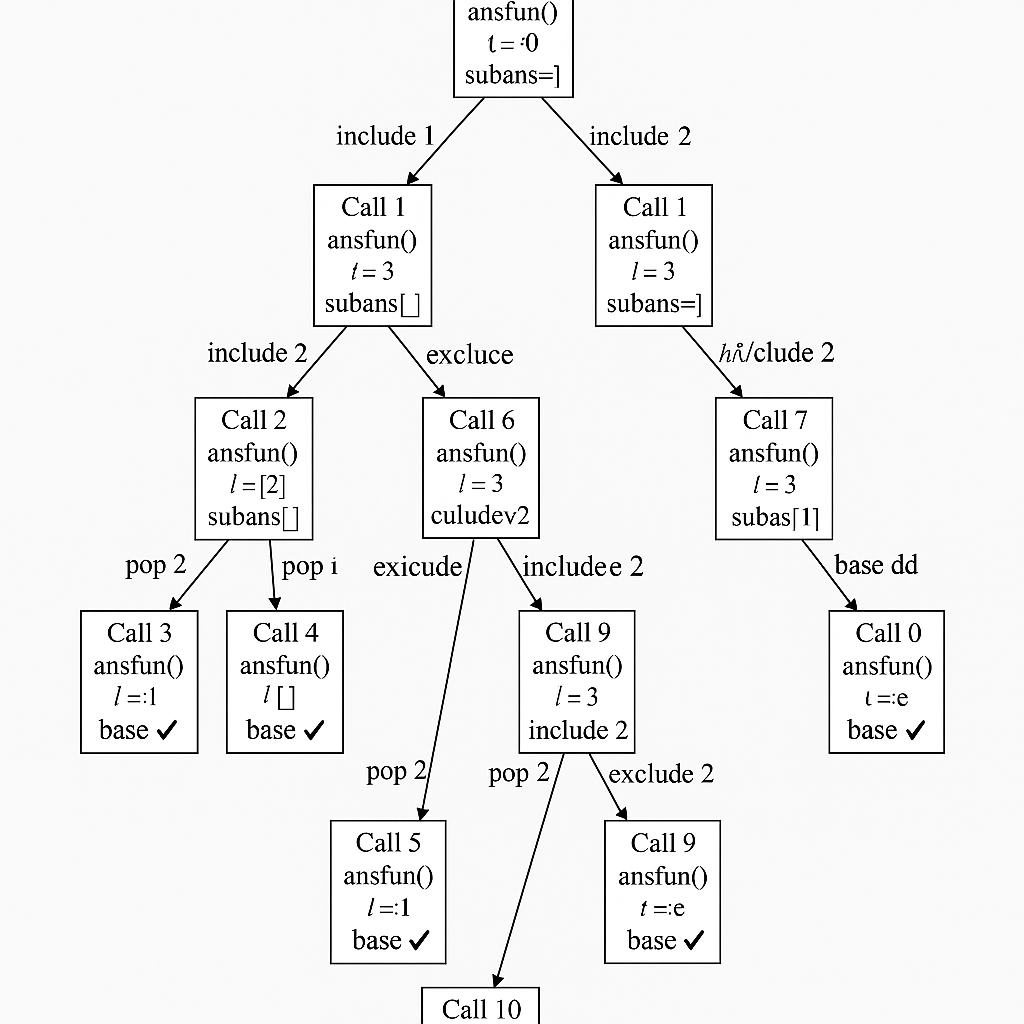 ansfun()
t = :0
subans=]
include 1
include 2
Call 1
ansfun()
t = 3
subans[ ]
Call 1
ansfun()
l = 3
subans=]
include 2
excluce
/clude 2
Call 2
ansfun()
l = [2]
subans[]
Call 6
ansfun()
l = 3
culudev2
Call 7
ansfun()
l = 3
subas[1]
pop 2
pop i
exicude
includee 2
base dd
Call 3
ansfun()
l =:1
base ✓
Call 4
ansfun()
l []
base ✓
Call 9
ansfun()
l = 3
include 2
Call 0
ansfun()
t =:e
base ✓
pop 2
pop 2
exclude 2
Call 5
ansfun()
l =:1
base ✓
Call 9
ansfun()
t =:e
base ✓
Call 10